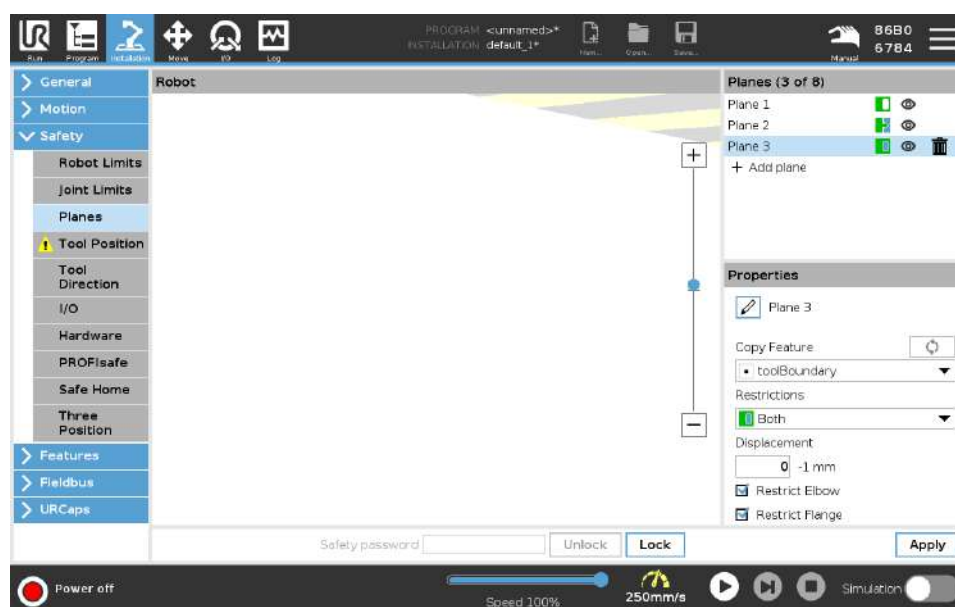 UR
PROGRAM <unnamed>*
INSTALLATION default_1*
Run Program Installation Move I/O Log
New... Open... Save...
Manual
86B0
6784
General
Motion
Safety
Robot Limits
Joint Limits
Planes
Tool Position
Tool
Direction
I/O
Hardware
PROFIsafe
Safe Home
Three
Position
Features
Fieldbus
URCaps
Robot
+
−
Planes (3 of 8)
Plane 1
Plane 2
Plane 3
+ Add plane
Properties
Plane 3
Copy Feature
toolBoundary
Restrictions
Both
Displacement
0 -1 mm
Restrict Elbow
Restrict Flange
Safety password Unlock Lock Apply
Power off
Speed 100%
250mm/s
Simulation